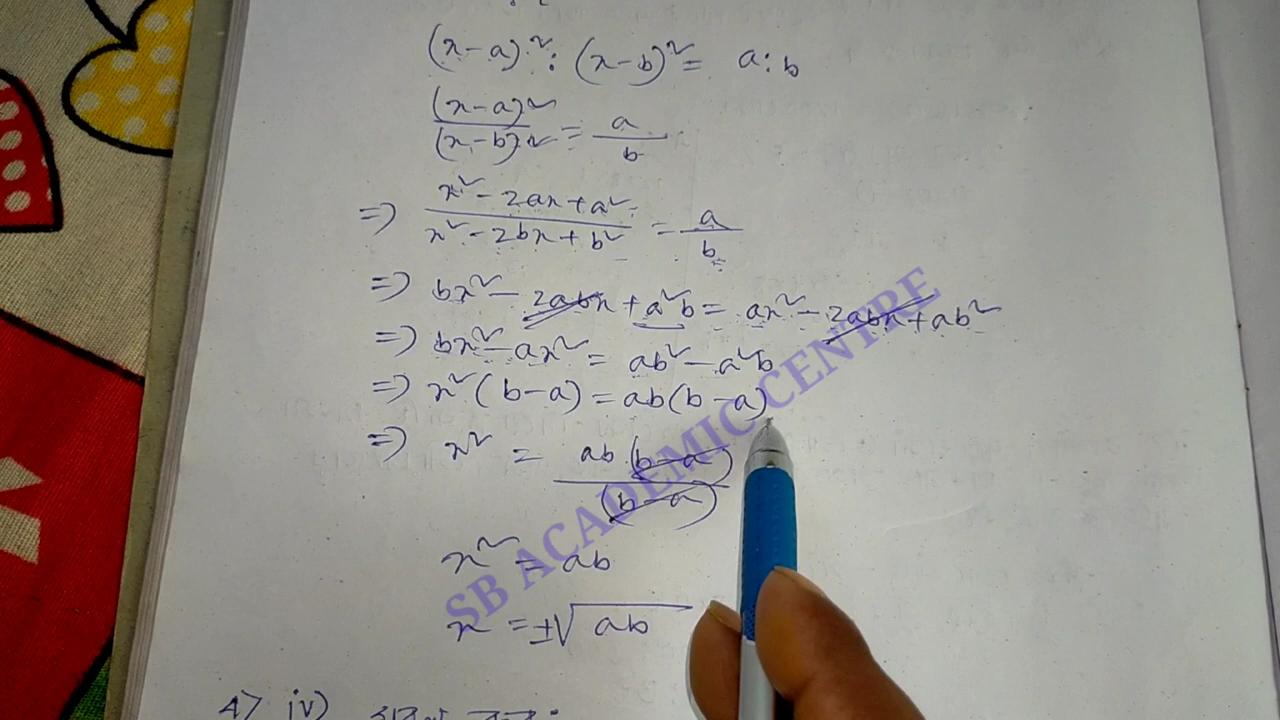 (x-a)²: (x-b)² = a:b
(x-a)²/(x-b)² = a/b
=> x²-2ax+a²/x²-2bx+b² = a/b
=> bx²-2abx+a²b = ax²-2abx+ab²
=> bx²-ax² = ab²-a²b
=> x²(b-a) = ab(b-a)
=> x² = ab(b-a)/(b-a)
x² = ab
x = ±√ab
SB ACADEMIC CENTRE
4> iv)